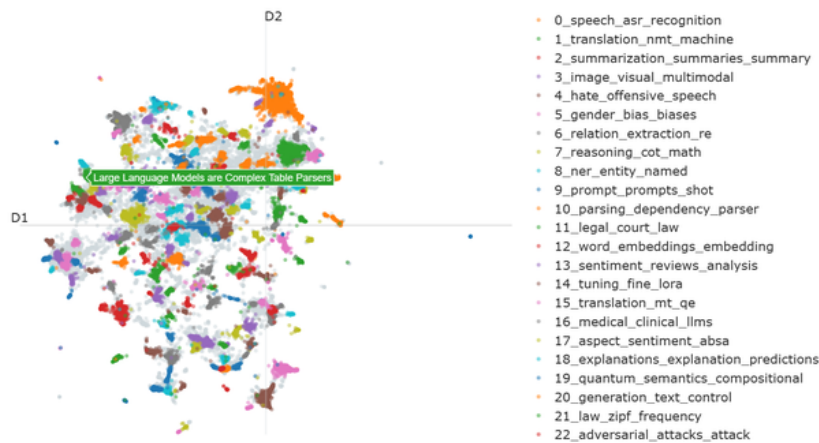 D2
Large Language Models are Complex Table Parsers
D1
0_speech_asr_recognition
1_translation_nmt_machine
2_summarization_summaries_summary
3_image_visual_multimodal
4_hate_offensive_speech
5_gender_bias_biases
6_relation_extraction_re
7_reasoning_cot_math
8_ner_entity_named
9_prompt_prompts_shot
10_parsing_dependency_parser
11_legal_court_law
12_word_embeddings_embedding
13_sentiment_reviews_analysis
14_tuning_fine_lora
15_translation_mt_qe
16_medical_clinical_llms
17_aspect_sentiment_absa
18_explanations_explanation_predictions
19_quantum_semantics_compositional
20_generation_text_control
21_law_zipf_frequency
22_adversarial_attacks_attack